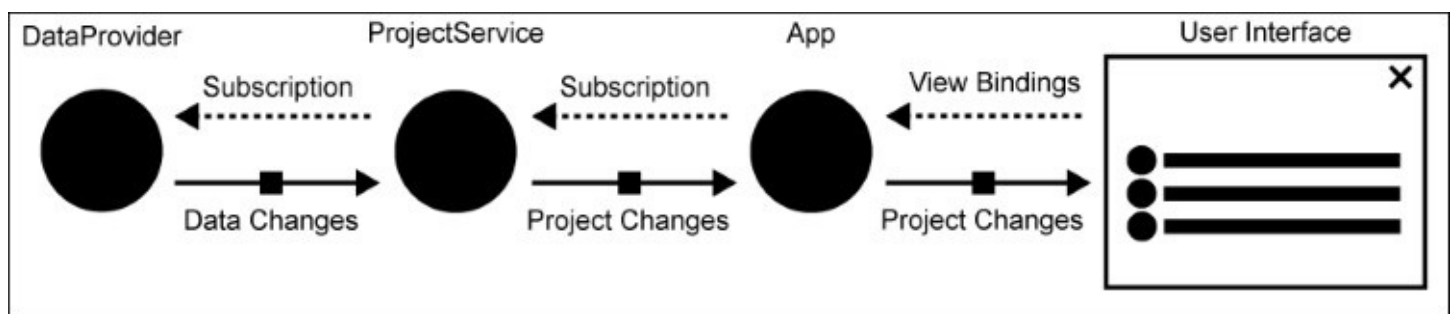 DataProvider
ProjectService
App
User Interface
Subscription
Subscription
View Bindings
Data Changes
Project Changes
Project Changes